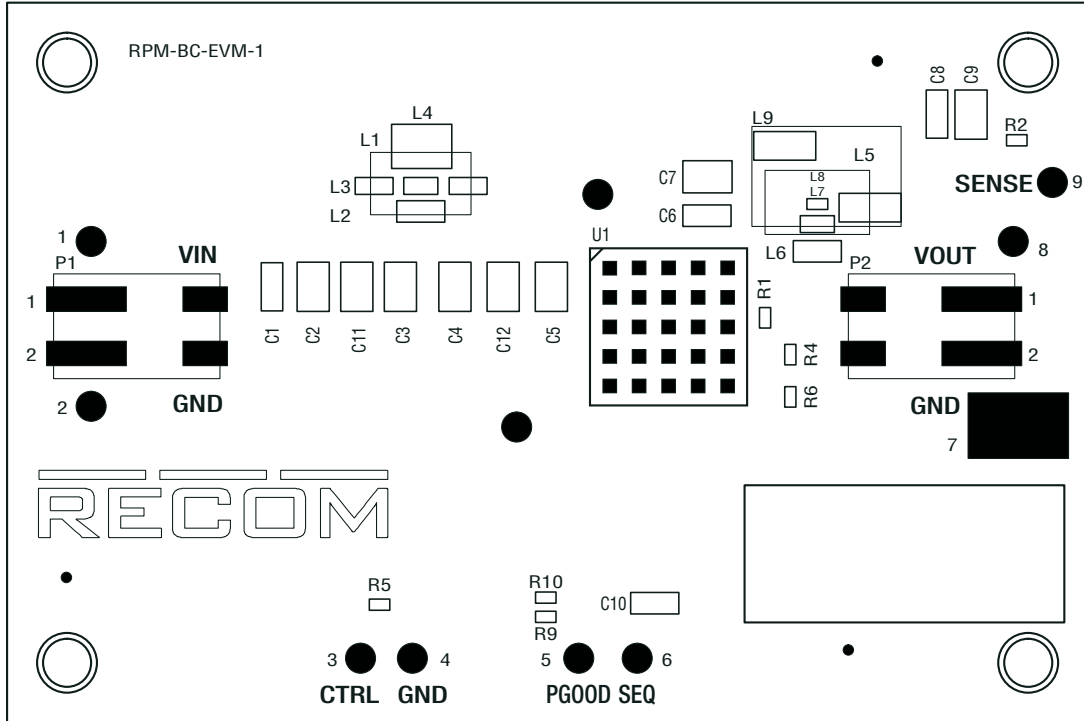 RPM-BC-EVM-1
C8
C9
L4
L9
L1
R2
L5
L8
L7
L3
C7
SENSE
9
L2
C6
U1
1
VIN
L6
VOUT
8
P1
P2
1
R1
1
C1
C2
C11
C3
C4
C12
C5
2
R4
2
R6
2
GND
GND
7
RECOM
R5
R10
C10
R9
3
4
5
6
CTRL
GND
PGOOD
SEQ